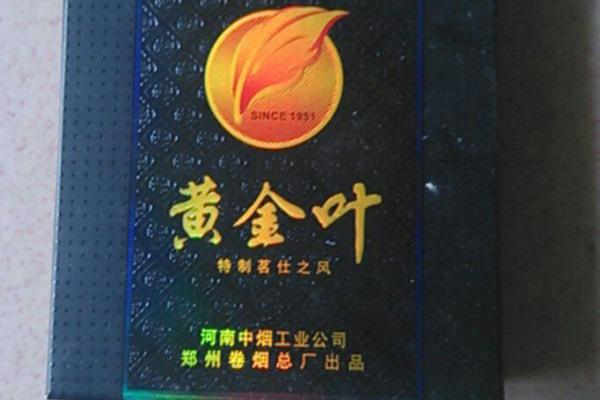 SINCE 1951
黄金叶
特制茗仕之风
河南中烟工业公司
郑州卷烟总厂出品